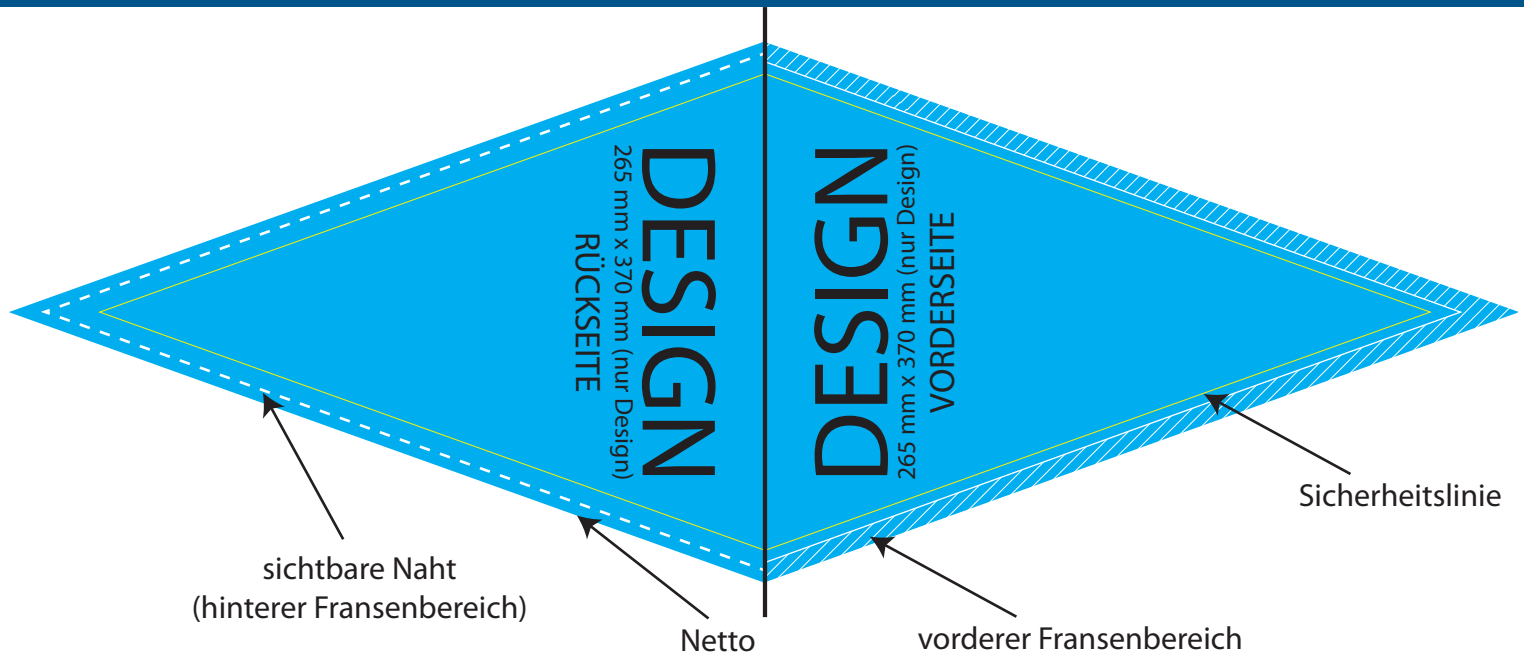 DESIGN
265 mm x 370 mm (nur Design)
RÜCKSEITE
DESIGN
265 mm x 370 mm (nur Design)
VORDERSEITE
Sicherheitslinie
sichtbare Naht
(hinterer Fransenbereich)
Netto
vorderer Fransenbereich